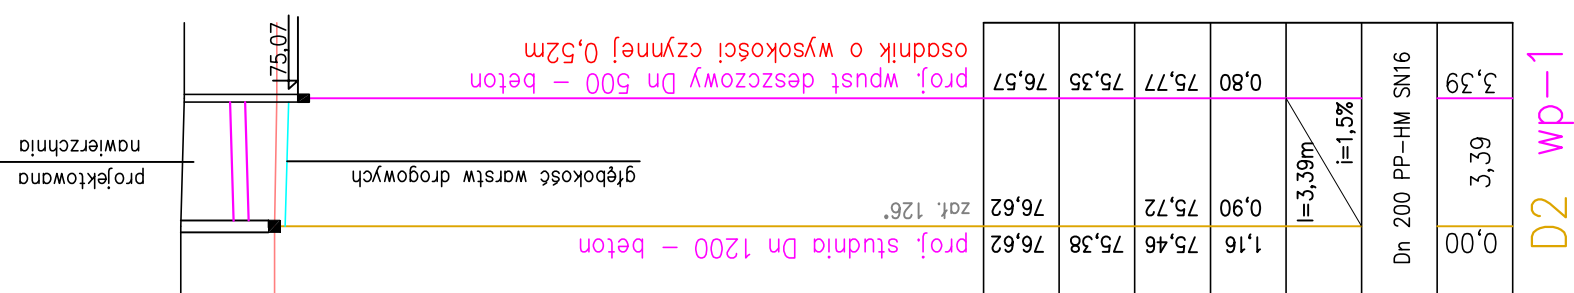 75,07
osadnik o wysokości czynnej 0,52m
proj. wpust deszczowy Dn 500 – beton
76,57
75,35
75,77
0,80
3,39
wp-1
projektowana
nawierzchnia
głębokość warstw drogowych
zał. 126°
76,62
75,72
0,90
l=3,39m
i=1,5%
Dn 200 PP-HM SN16
3,39
proj. studnia Dn 1200 – beton
76,62
75,38
75,46
1,16
0,00
D2